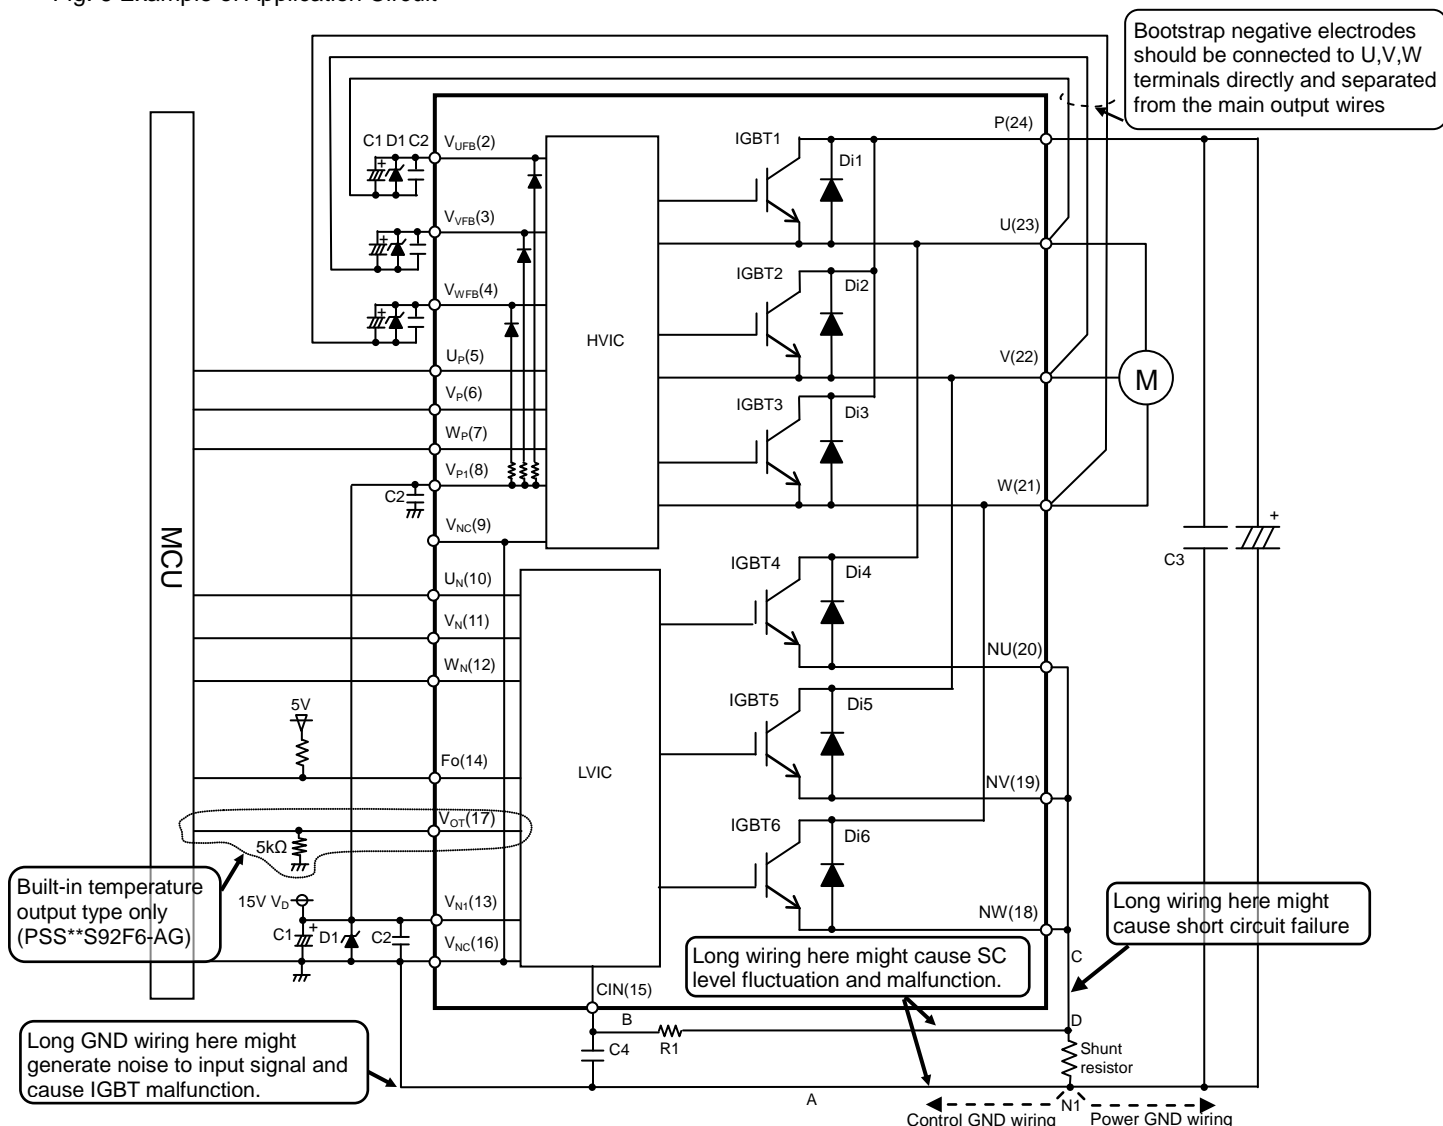 Fig. 3 Example of Application Circuit
Bootstrap negative electrodes
should be connected to U,V,W
terminals directly and separated
from the main output wires
C1 D1 C2
+
VUFB(2)
VVFB(3)
+
VWFB(4)
+
UP(5)
VP(6)
WP(7)
VP1(8)
C2
VNC(9)
UN(10)
VN(11)
WN(12)
5V
Fo(14)
VOT(17)
5kΩ
15V VD
VN1(13)
C1
+
D1
C2
VNC(16)
MCU
HVIC
LVIC
CIN(15)
IGBT1
Di1
IGBT2
Di2
IGBT3
Di3
IGBT4
Di4
IGBT5
Di5
IGBT6
Di6
P(24)
U(23)
V(22)
W(21)
NU(20)
NV(19)
NW(18)
M
C3
+
Built-in temperature
output type only
(PSS**S92F6-AG)
Long wiring here might cause SC
level fluctuation and malfunction.
Long wiring here might
cause short circuit failure
Long GND wiring here might
generate noise to input signal and
cause IGBT malfunction.
B
R1
C4
C
D
Shunt
resistor
A
N1
Control GND wiring
Power GND wiring